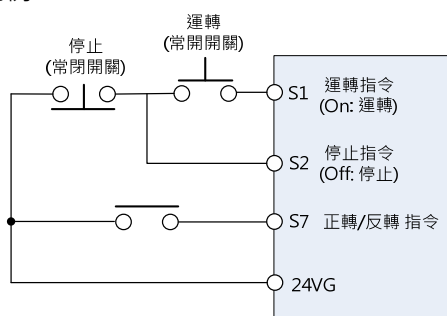 運轉
(常開開關)
停止
(常閉開關)
S1 運轉指令
(On: 運轉)
S2 停止指令
(Off: 停止)
S7 正轉/反轉 指令
24VG